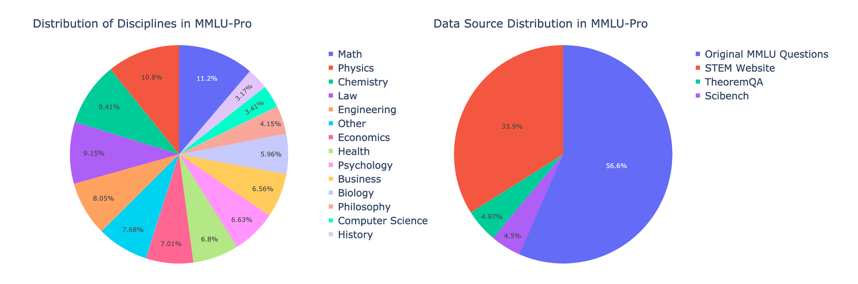 Distribution of Disciplines in MMLU-Pro
11.2%
10.8%
9.41%
9.15%
8.05%
7.68%
7.01%
6.8%
6.63%
6.56%
5.96%
4.15%
3.41%
3.17%
Math
Physics
Chemistry
Law
Engineering
Other
Economics
Health
Psychology
Business
Biology
Philosophy
Computer Science
History
Data Source Distribution in MMLU-Pro
56.6%
33.9%
4.97%
4.5%
Original MMLU Questions
STEM Website
TheoremQA
Scibench